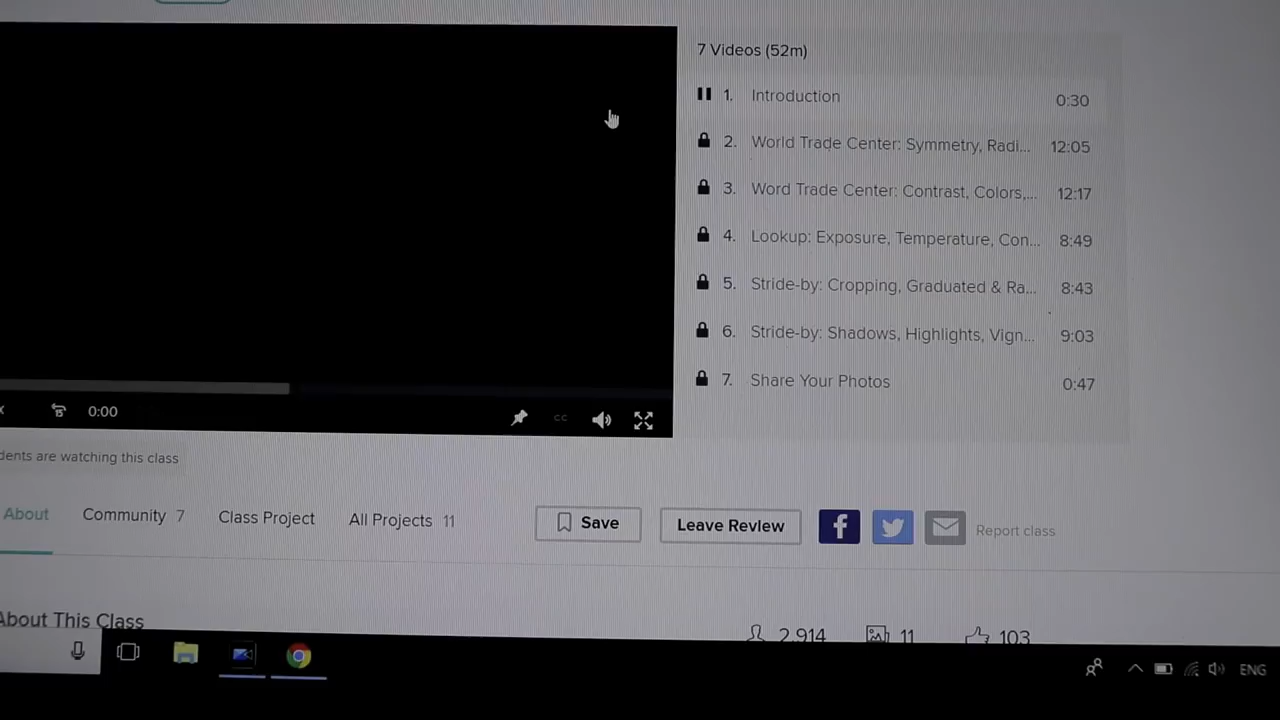 7 Videos (52m)
1. Introduction 0:30
2. World Trade Center: Symmetry, Radi... 12:05
3. Word Trade Center: Contrast, Colors,... 12:17
4. Lookup: Exposure, Temperature, Con... 8:49
5. Stride-by: Cropping, Graduated & Ra... 8:43
6. Stride-by: Shadows, Highlights, Vign... 9:03
7. Share Your Photos 0:47
15 0:00 CC
dents are watching this class
About Community 7 Class Project All Projects 11 Save Leave Review f Report class
About This Class 2,914 11 103
ENG